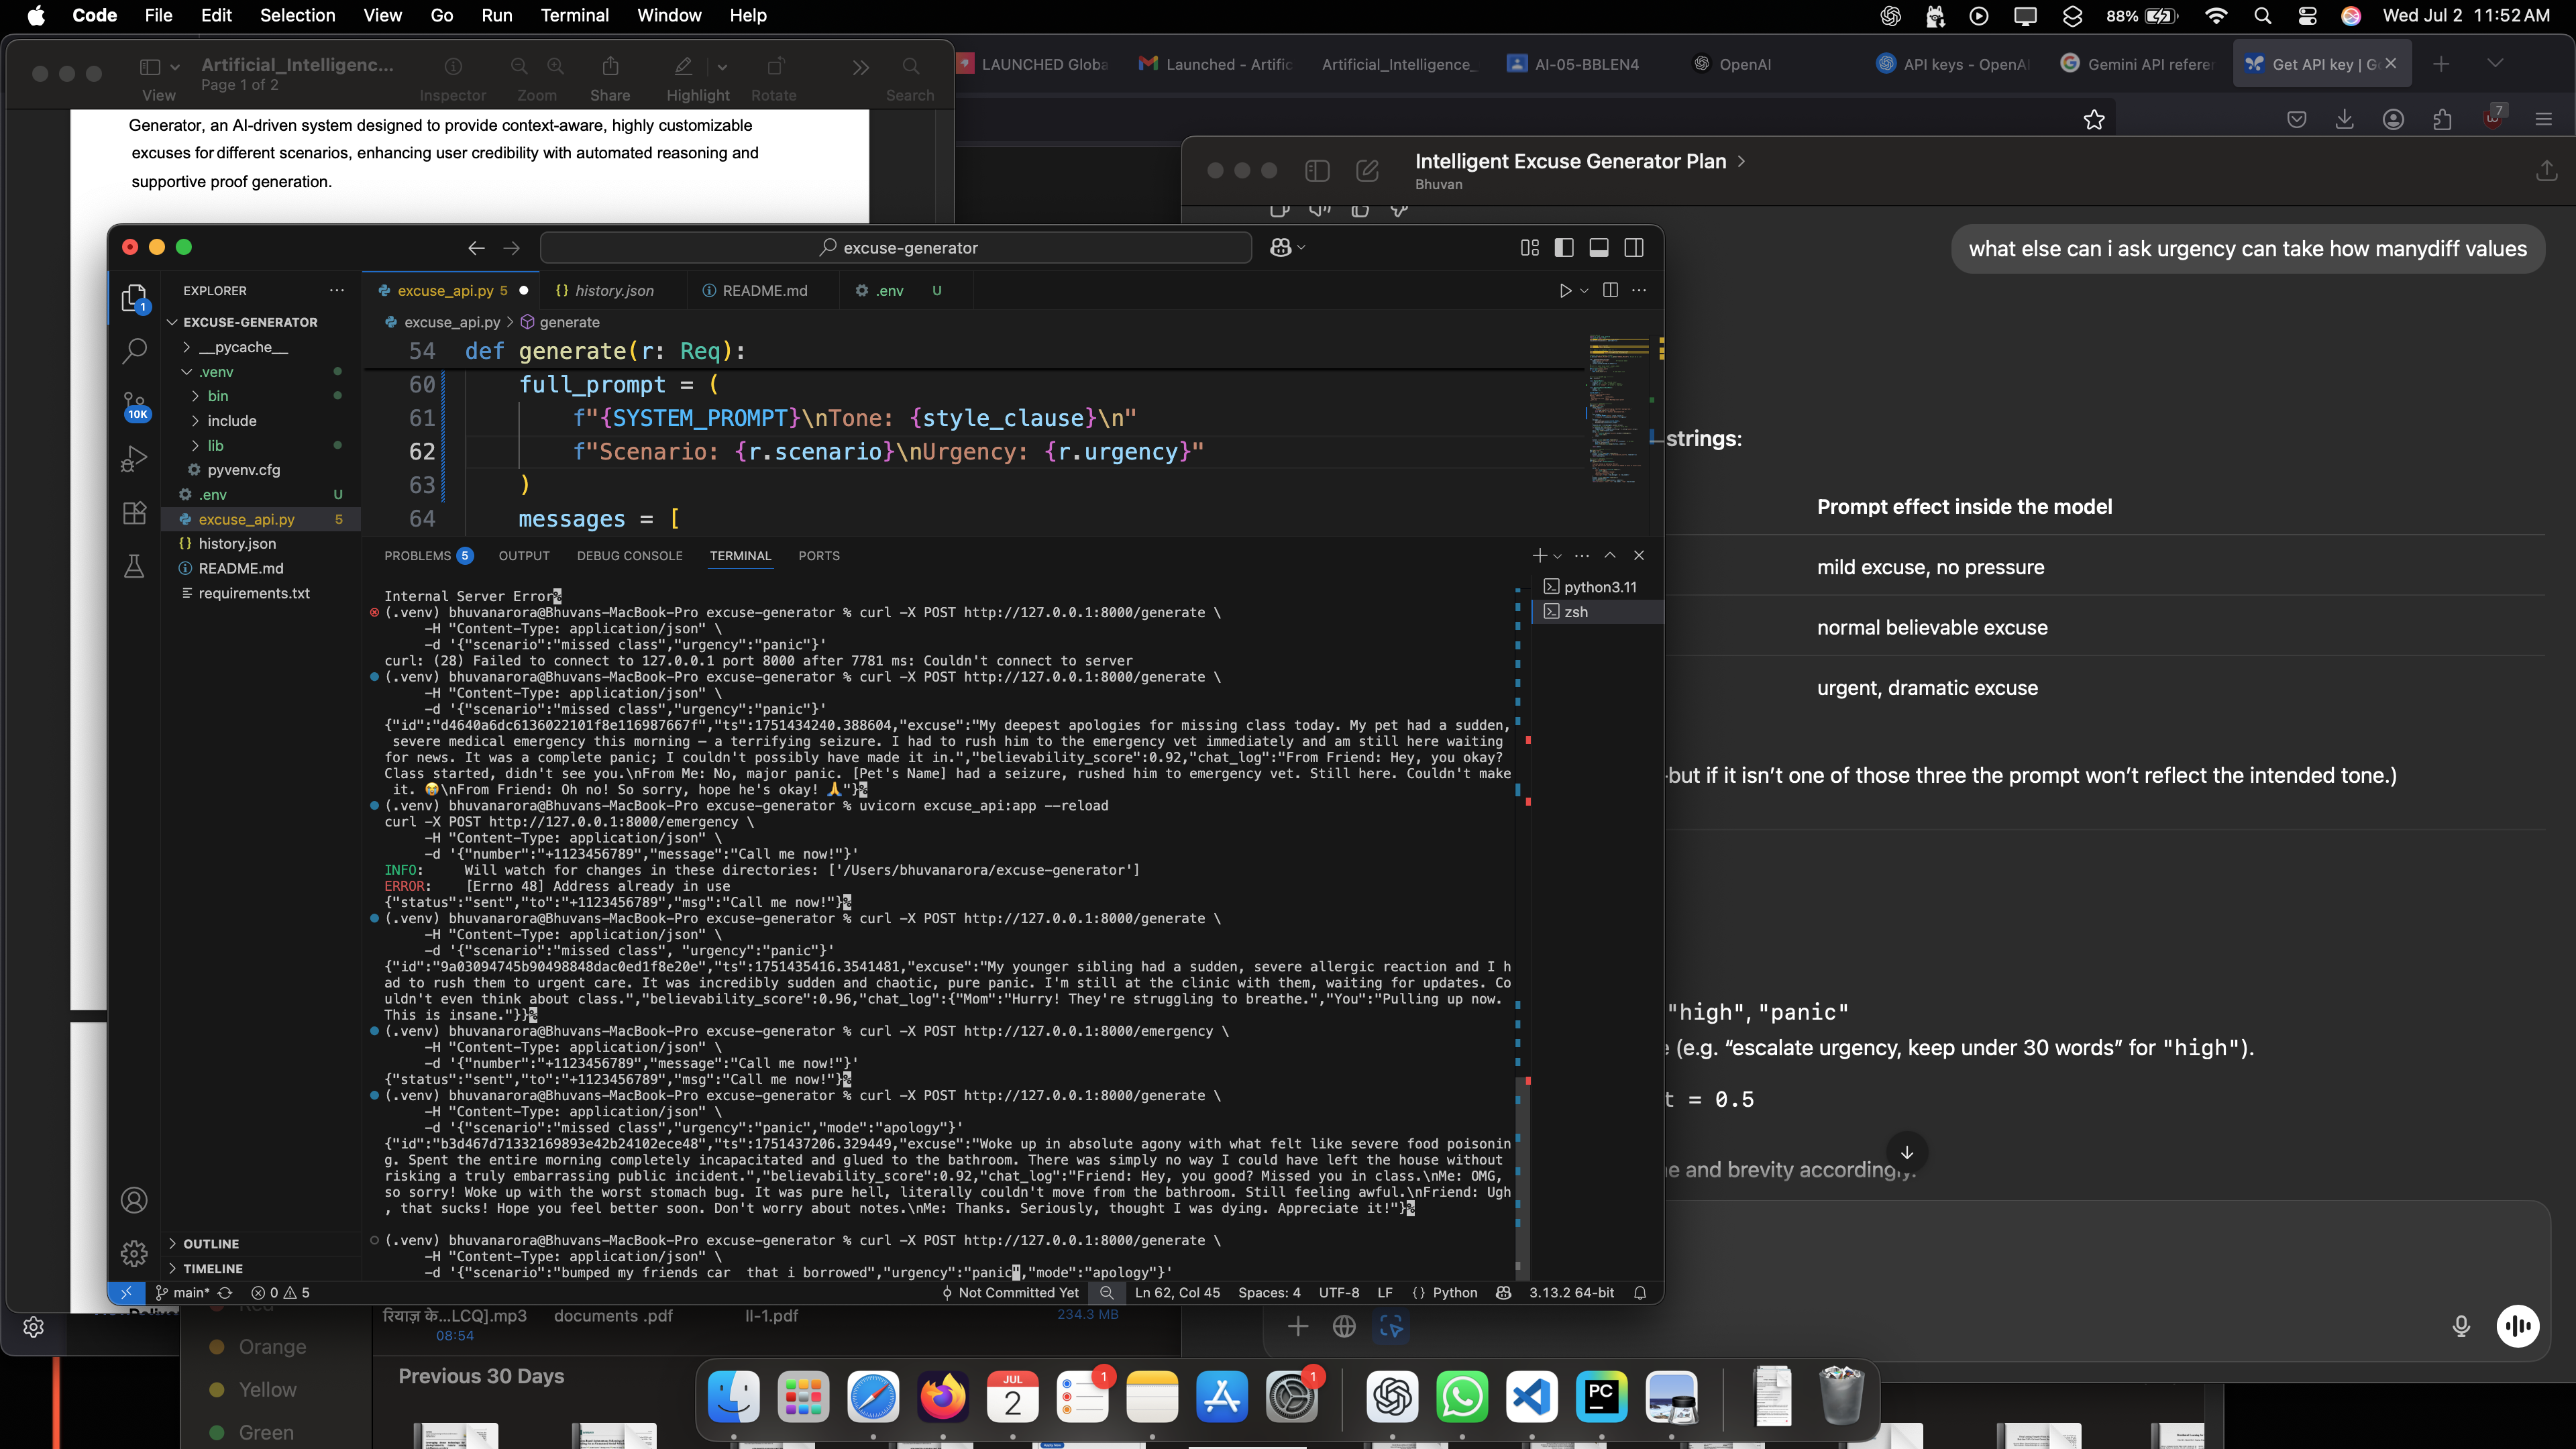 Code File Edit Selection View Go Run Terminal Window Help
88% Wed Jul 2 11:52 AM
Artificial_Intelligenc...
Page 1 of 2
View Inspector Zoom Share Highlight Rotate Search
LAUNCHED Globa
Launched - Artific
Artificial_Intelligence_
AI-05-BBLEN4
OpenAI
API keys - OpenAI
Gemini API referen
Get API key | G
7
Generator, an AI-driven system designed to provide context-aware, highly customizable
excuses for different scenarios, enhancing user credibility with automated reasoning and
supportive proof generation.
Intelligent Excuse Generator Plan
Bhuvan
what else can i ask urgency can take how manydiff values
strings:
Prompt effect inside the model
mild excuse, no pressure
normal believable excuse
urgent, dramatic excuse
but if it isn’t one of those three the prompt won’t reflect the intended tone.)
"high","panic"
(e.g. “escalate urgency, keep under 30 words” for "high").
t = 0.5
e and brevity accordingly.
excuse-generator
EXPLORER
1
10K
EXCUSE-GENERATOR
__pycache__
.venv
bin
include
lib
pyvenv.cfg
.env U
excuse_api.py 5
history.json
README.md
requirements.txt
OUTLINE
TIMELINE
excuse_api.py 5
{} history.json
README.md
.env U
excuse_api.py > generate
54 def generate(r: Req):
60 full_prompt = (
61 f"{SYSTEM_PROMPT}\nTone: {style_clause}\n"
62 f"Scenario: {r.scenario}\nUrgency: {r.urgency}"
63 )
64 messages = [
PROBLEMS 5 OUTPUT DEBUG CONSOLE TERMINAL PORTS
python3.11
zsh
Internal Server Error%
(.venv) bhuvanarora@Bhuvans-MacBook-Pro excuse-generator % curl -X POST http://127.0.0.1:8000/generate \
-H "Content-Type: application/json" \
-d '{"scenario":"missed class","urgency":"panic"}'
curl: (28) Failed to connect to 127.0.0.1 port 8000 after 7781 ms: Couldn't connect to server
(.venv) bhuvanarora@Bhuvans-MacBook-Pro excuse-generator % curl -X POST http://127.0.0.1:8000/generate \
-H "Content-Type: application/json" \
-d '{"scenario":"missed class","urgency":"panic"}'
{"id":"d4640a6dc6136022101f8e116987667f","ts":1751434240.388604,"excuse":"My deepest apologies for missing class today. My pet had a sudden,
severe medical emergency this morning – a terrifying seizure. I had to rush him to the emergency vet immediately and am still here waiting
for news. It was a complete panic; I couldn't possibly have made it in.","believability_score":0.92,"chat_log":"From Friend: Hey, you okay?
Class started, didn't see you.\nFrom Me: No, major panic. [Pet's Name] had a seizure, rushed him to emergency vet. Still here. Couldn't make
it. 😭\nFrom Friend: Oh no! So sorry, hope he's okay! 🙏"}%
(.venv) bhuvanarora@Bhuvans-MacBook-Pro excuse-generator % uvicorn excuse_api:app --reload
curl -X POST http://127.0.0.1:8000/emergency \
-H "Content-Type: application/json" \
-d '{"number":"+1123456789","message":"Call me now!"}'
INFO: Will watch for changes in these directories: ['/Users/bhuvanarora/excuse-generator']
ERROR: [Errno 48] Address already in use
{"status":"sent","to":"+1123456789","msg":"Call me now!"}%
(.venv) bhuvanarora@Bhuvans-MacBook-Pro excuse-generator % curl -X POST http://127.0.0.1:8000/generate \
-H "Content-Type: application/json" \
-d '{"scenario":"missed class", "urgency":"panic"}'
{"id":"9a03094745b90498848dac0ed1f8e20e","ts":1751435416.3541481,"excuse":"My younger sibling had a sudden, severe allergic reaction and I h
ad to rush them to urgent care. It was incredibly sudden and chaotic, pure panic. I'm still at the clinic with them, waiting for updates. Co
uldn't even think about class.","believability_score":0.96,"chat_log":{"Mom":"Hurry! They're struggling to breathe.","You":"Pulling up now.
This is insane."}}%
(.venv) bhuvanarora@Bhuvans-MacBook-Pro excuse-generator % curl -X POST http://127.0.0.1:8000/emergency \
-H "Content-Type: application/json" \
-d '{"number":"+1123456789","message":"Call me now!"}'
{"status":"sent","to":"+1123456789","msg":"Call me now!"}%
(.venv) bhuvanarora@Bhuvans-MacBook-Pro excuse-generator % curl -X POST http://127.0.0.1:8000/generate \
-H "Content-Type: application/json" \
-d '{"scenario":"missed class","urgency":"panic","mode":"apology"}'
{"id":"b3d467d71332169893e42b24102ece48","ts":1751437206.329449,"excuse":"Woke up in absolute agony with what felt like severe food poisonin
g. Spent the entire morning completely incapacitated and glued to the bathroom. There was simply no way I could have left the house without
risking a truly embarrassing public incident.","believability_score":0.92,"chat_log":"Friend: Hey, you good? Missed you in class.\nMe: OMG,
so sorry! Woke up with the worst stomach bug. It was pure hell, literally couldn't move from the bathroom. Still feeling awful.\nFriend: Ugh
, that sucks! Hope you feel better soon. Don't worry about notes.\nMe: Thanks. Seriously, thought I was dying. Appreciate it!"}%
(.venv) bhuvanarora@Bhuvans-MacBook-Pro excuse-generator % curl -X POST http://127.0.0.1:8000/generate \
-H "Content-Type: application/json" \
-d '{"scenario":"bumped my friends car  that i borrowed","urgency":"panic","mode":"apology"}'
main* 0 5
Not Committed Yet
Ln 62, Col 45 Spaces: 4 UTF-8 LF {} Python 3.13.2 64-bit
रियाज़ के...LCQ].mp3
08:54
documents .pdf
ll-1.pdf
234.3 MB
Orange
Yellow
Green
Previous 30 Days
JUL
2
1
1
PC